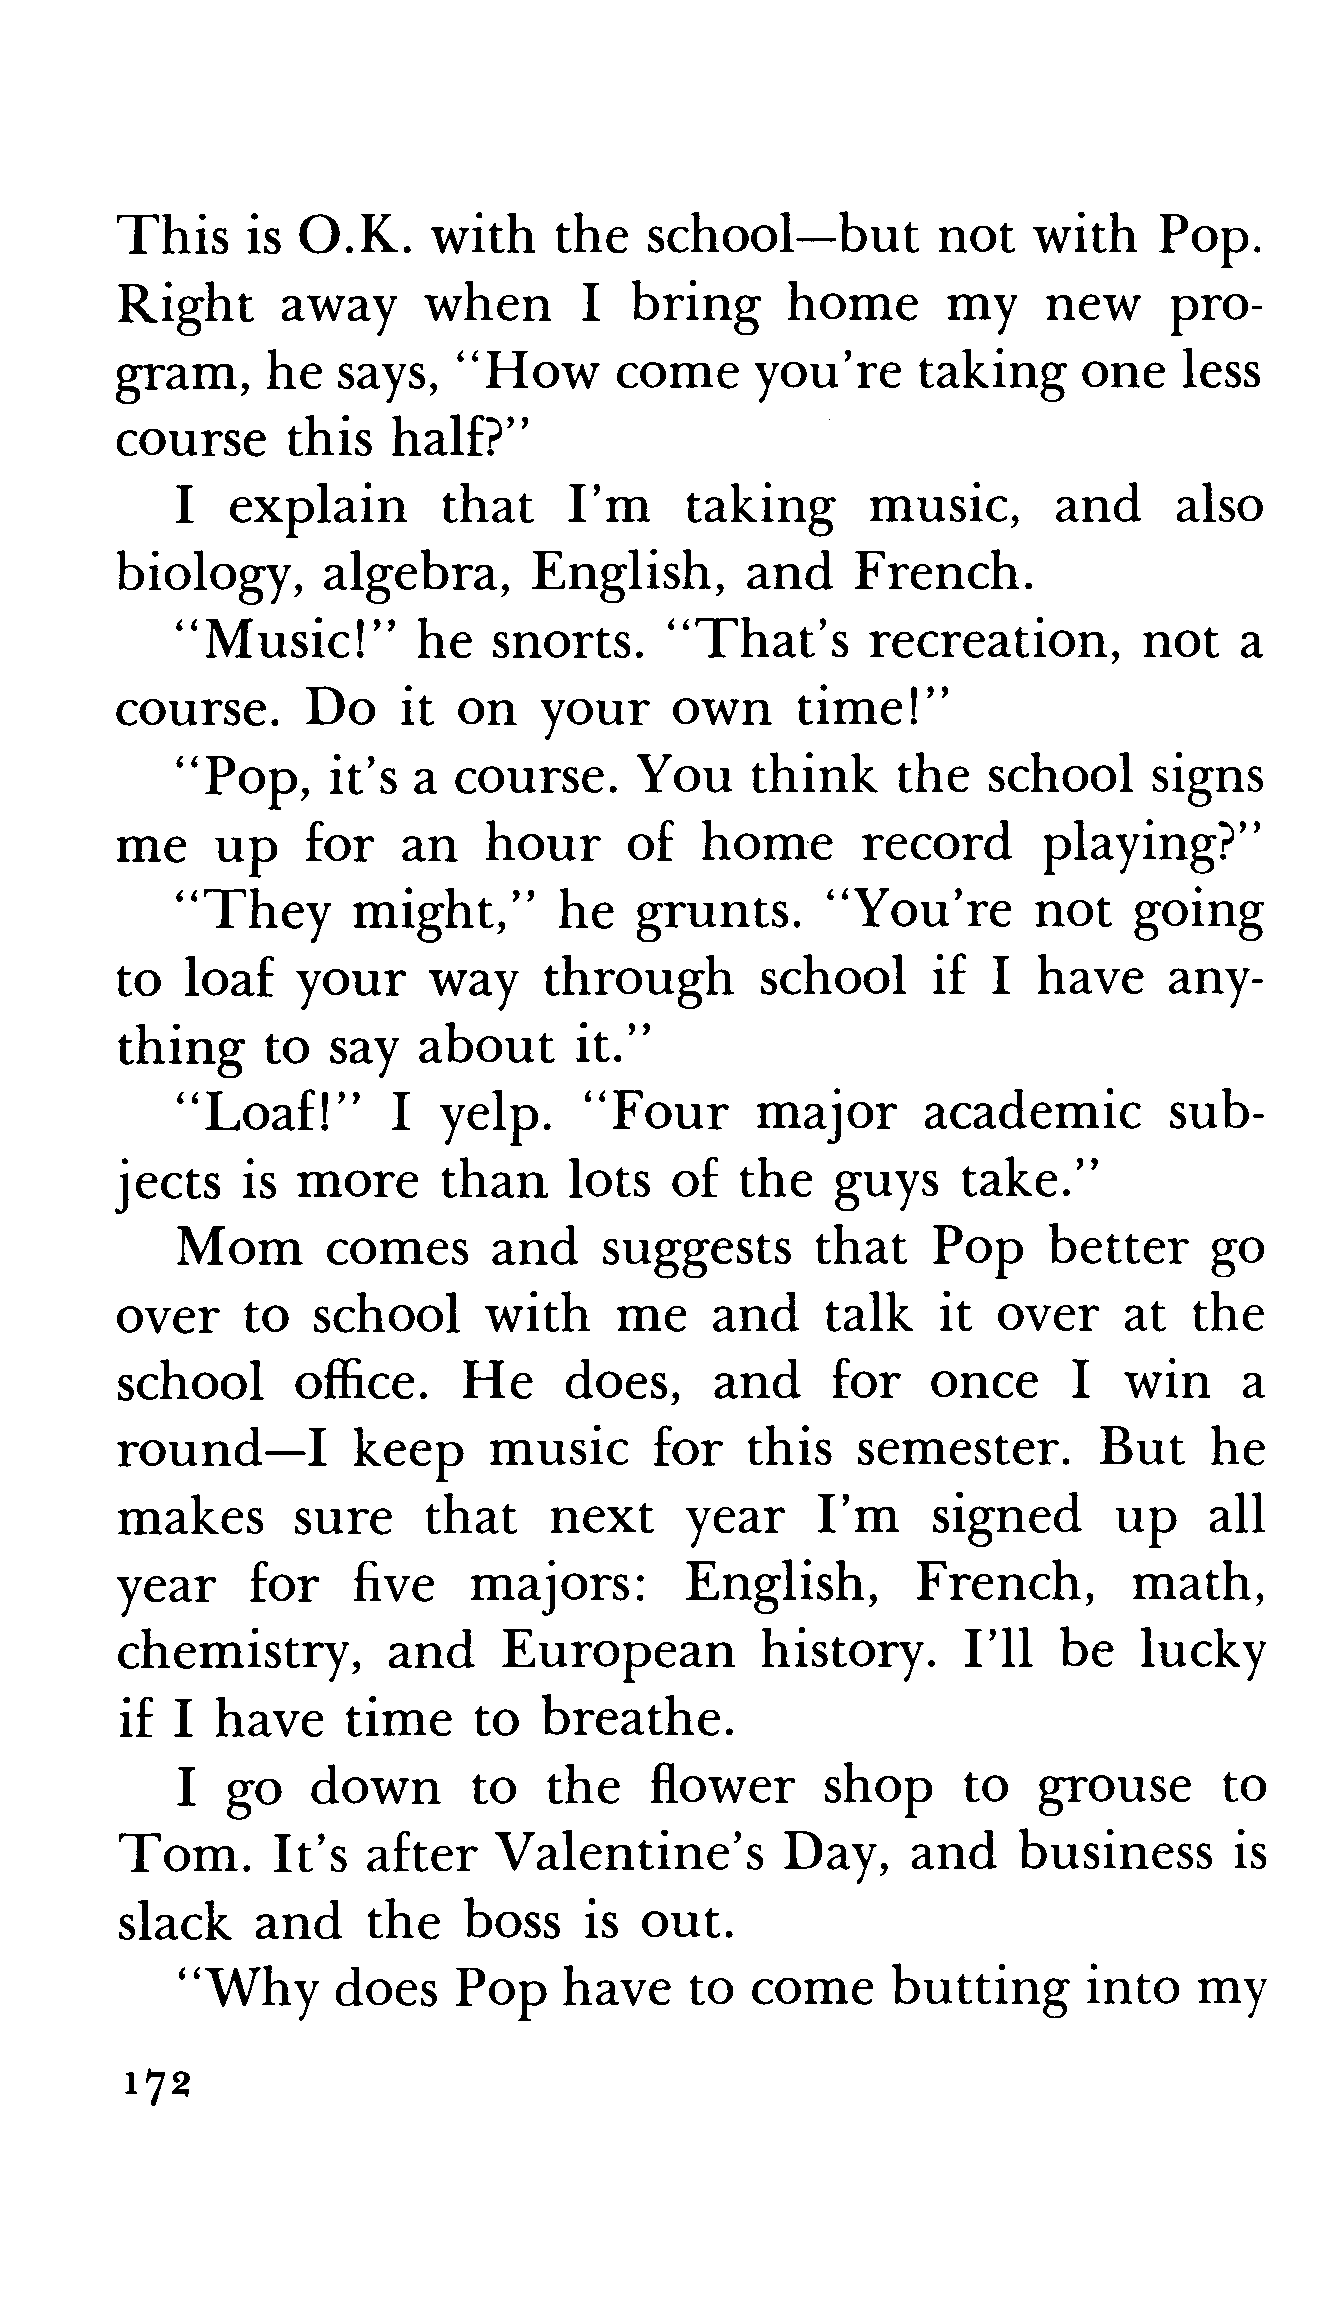 This is O.K. with the school—but not with Pop.
Right away when I bring home my new pro-
gram, he says, “How come you’re taking one less
course this half?”
I explain that I’m taking music, and also
biology, algebra, English, and French.
“Music!” he snorts. “That’s recreation, not a
course. Do it on your own time!”
“Pop, it’s a course. You think the school signs
me up for an hour of home record playing?”
“They might,” he grunts. “You’re not going
to loaf your way through school if I have any-
thing to say about it.”
“Loaf!” I yelp. “Four major academic sub-
jects is more than lots of the guys take.”
Mom comes and suggests that Pop better go
over to school with me and talk it over at the
school office. He does, and for once I win a
round—I keep music for this semester. But he
makes sure that next year I’m signed up all
year for five majors: English, French, math,
chemistry, and European history. I’ll be lucky
if I have time to breathe.
I go down to the flower shop to grouse to
Tom. It’s after Valentine’s Day, and business is
slack and the boss is out.
“Why does Pop have to come butting into my
172